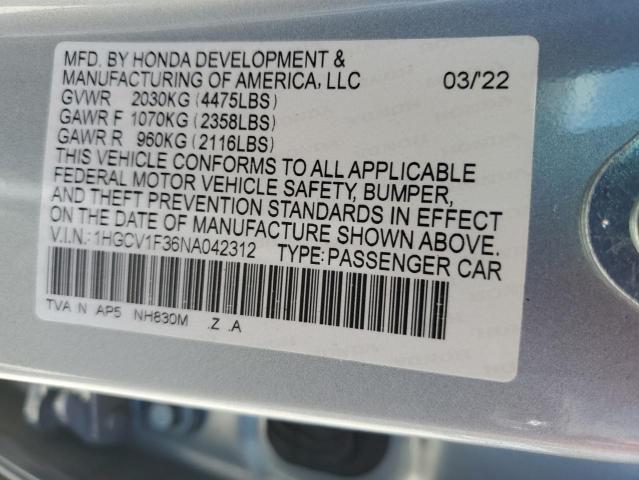 MFD. BY HONDA DEVELOPMENT &
MANUFACTURING OF AMERICA, LLC 03/22
GVWR 2030KG (4475LBS)
GAWR F 1070KG (2358LBS)
GAWR R 960KG (2116LBS)
THIS VEHICLE CONFORMS TO ALL APPLICABLE
FEDERAL MOTOR VEHICLE SAFETY, BUMPER,
AND THEFT PREVENTION STANDARDS IN EFFECT
ON THE DATE OF MANUFACTURE SHOWN ABOVE.
V.I.N.: 1HGCV1F36NA042312 TYPE: PASSENGER CAR
TVA N AP5 NH830M .Z .A